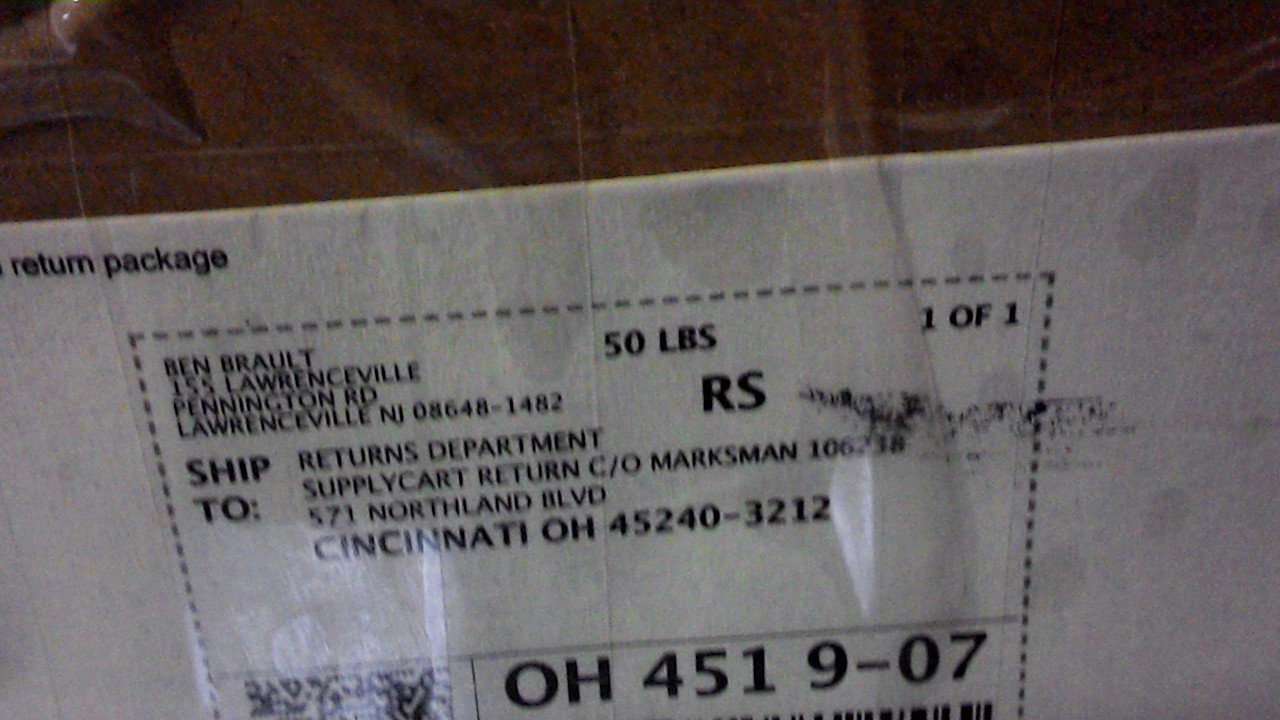 return package
50 LBS
1 OF 1
RS
BEN BRAULT
155 LAWRENCEVILLE
PENNINGTON RD
LAWRENCEVILLE NJ 08648-1482
SHIP TO:
RETURNS DEPARTMENT
SUPPLYCART RETURN C/O MARKSMAN
571 NORTHLAND BLVD
CINCINNATI OH 45240-3212
OH 451 9-07